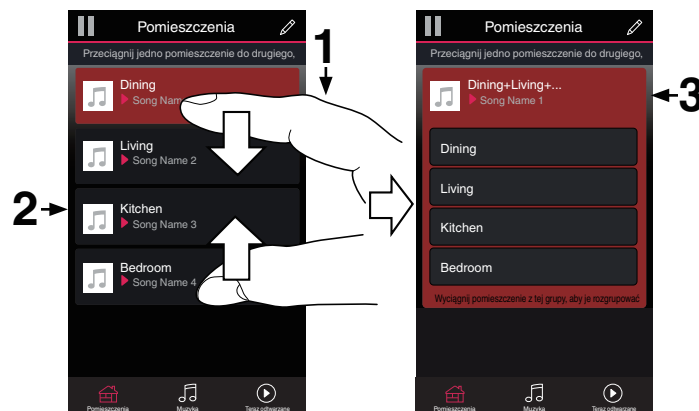 Pomieszczenia
Przeciągnij jedno pomieszczenie do drugiego,
1
Dining
Song Na
Living
Song Name 2
2
Kitchen
Song Name 3
Bedroom
Song Name 4
Pomieszczenia
Muzyka
Teraz odtwarzane
Pomieszczenia
Przeciągnij jedno pomieszczenie do drugiego,
Dining+Living+...
Song Name 1
3
Dining
Living
Kitchen
Bedroom
Wyciągnij pomieszczenie z tej grupy, aby je rozgrupować
Pomieszczenia
Muzyka
Teraz odtwarzane